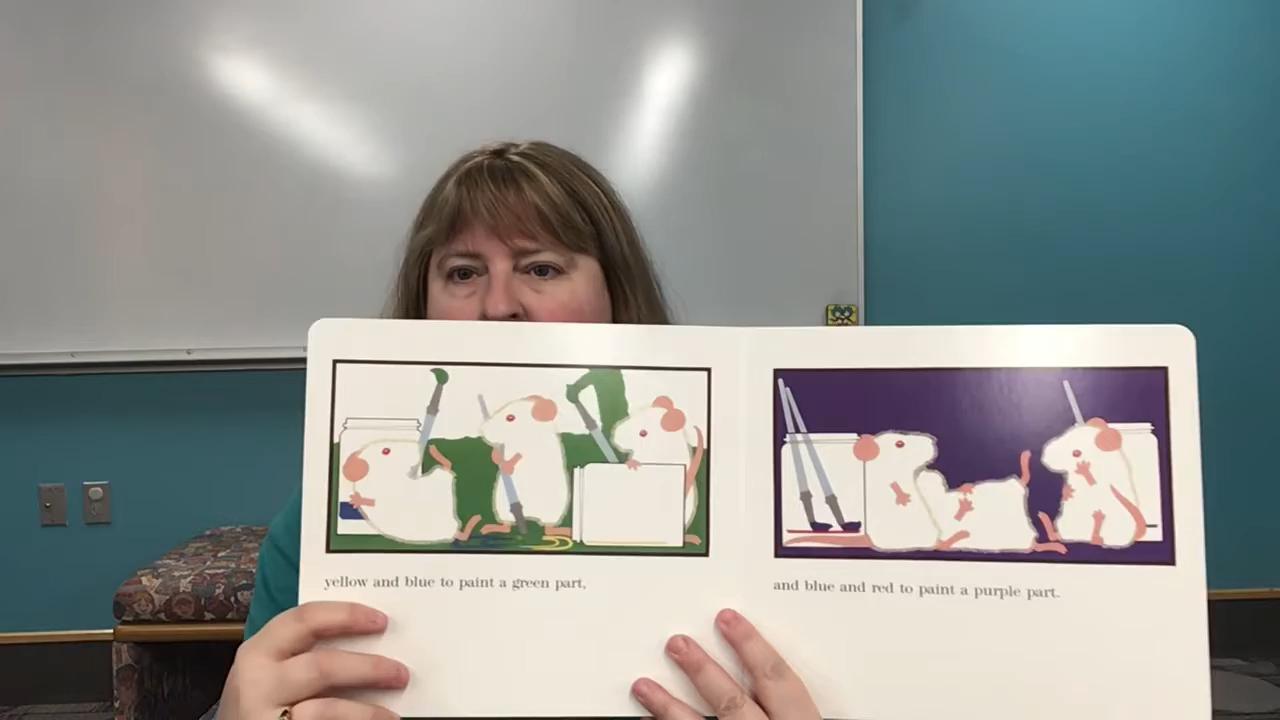 yellow and blue to paint a green part,
and blue and red to paint a purple part.